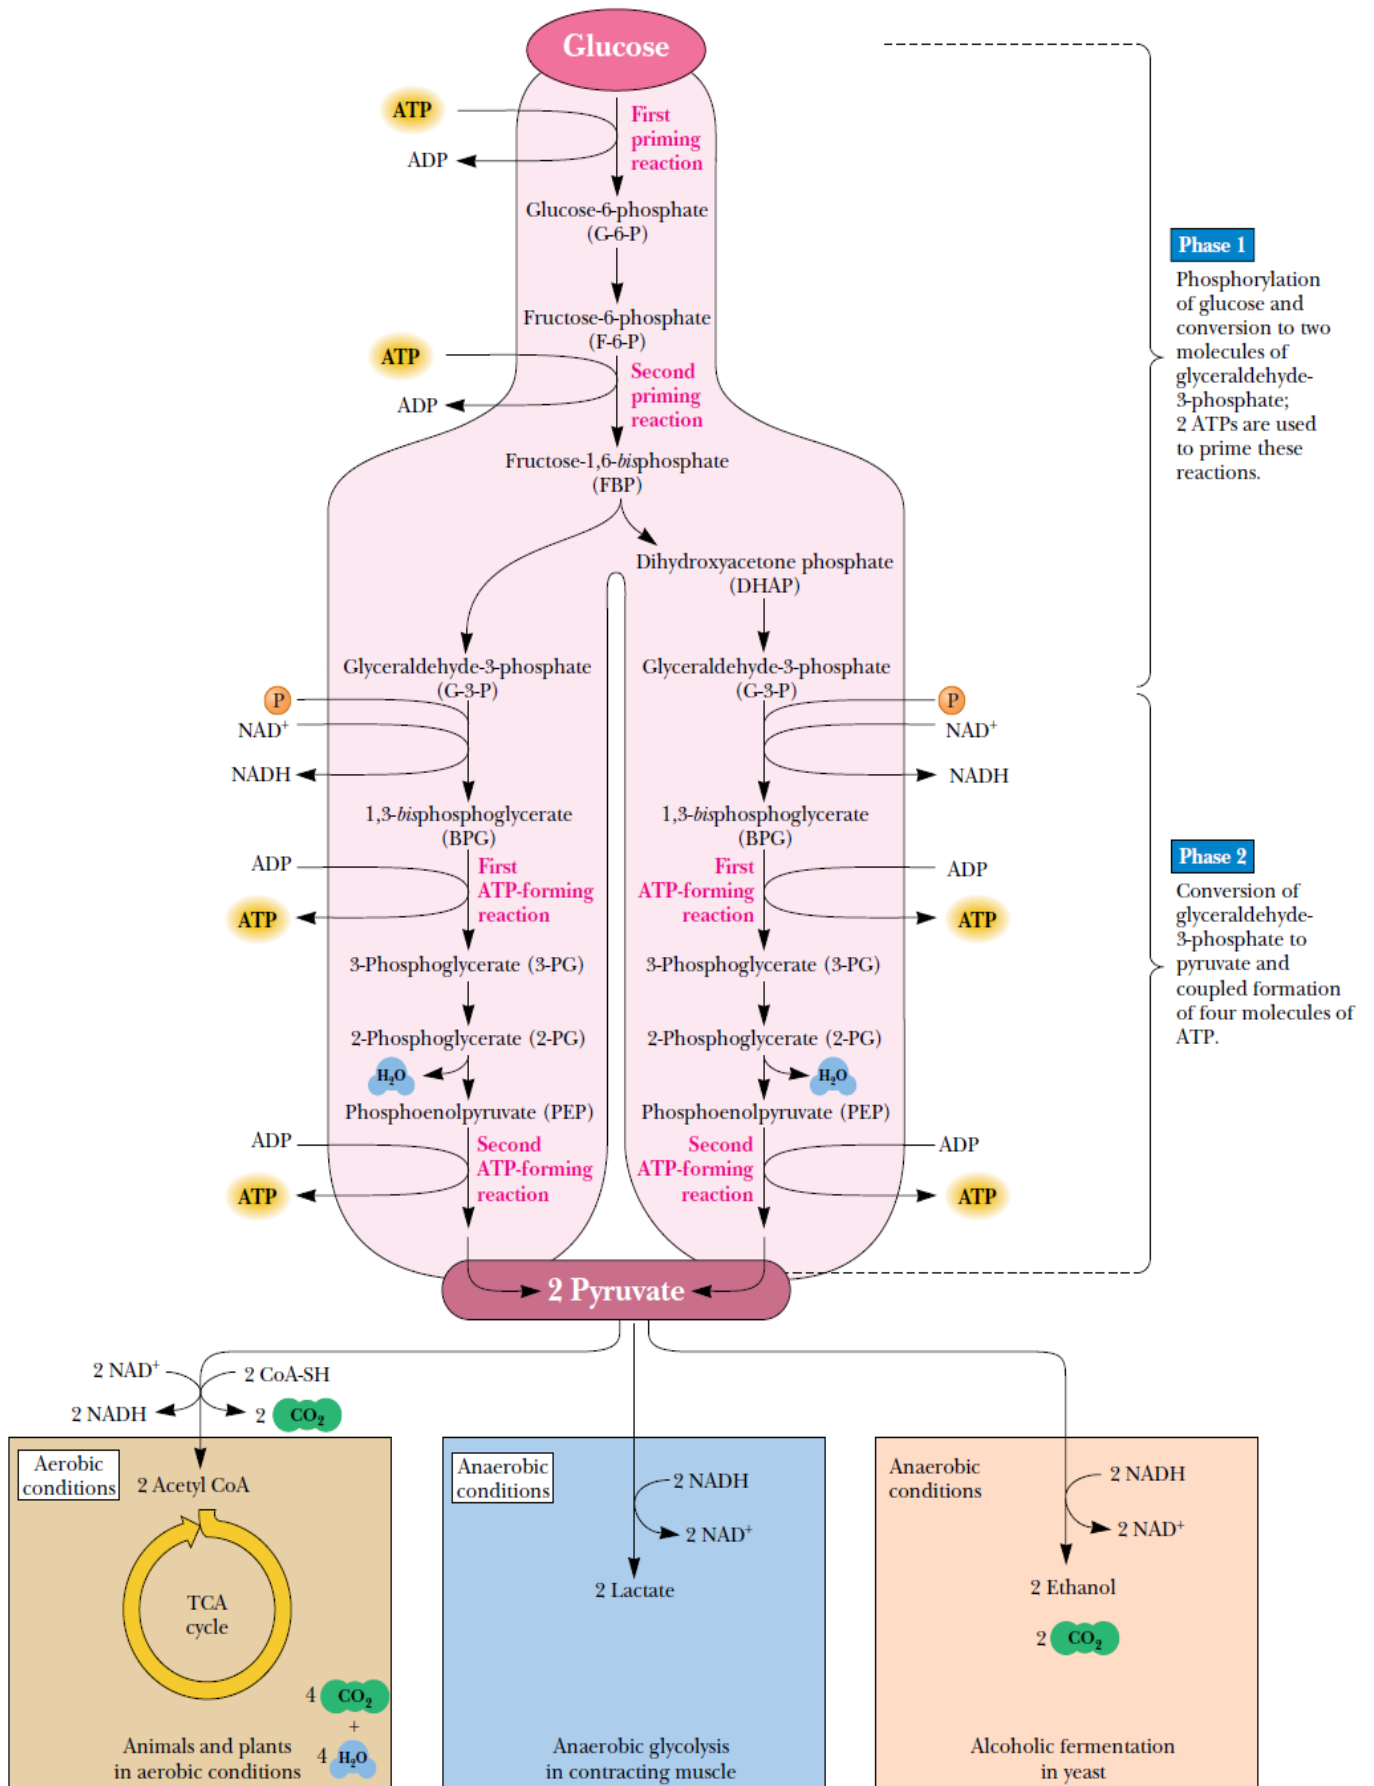 Glucose
ATP
First
priming
reaction
ADP
Glucose-6-phosphate
(G-6-P)
Phase 1
Phosphorylation
of glucose and
conversion to two
molecules of
glyceraldehyde-
3-phosphate;
2 ATPs are used
to prime these
reactions.
Fructose-6-phosphate
(F-6-P)
ATP
Second
priming
reaction
ADP
Fructose-1,6-bisphosphate
(FBP)
Dihydroxyacetone phosphate
(DHAP)
Glyceraldehyde-3-phosphate
(G-3-P)
P
NAD+
NADH
1,3-bisphosphoglycerate
(BPG)
ADP
First
ATP-forming
reaction
ATP
3-Phosphoglycerate (3-PG)
2-Phosphoglycerate (2-PG)
H2O
Phosphoenolpyruvate (PEP)
ADP
Second
ATP-forming
reaction
ATP
Glyceraldehyde-3-phosphate
(G-3-P)
P
NAD+
NADH
1,3-bisphosphoglycerate
(BPG)
First
ATP-forming
reaction
ADP
ATP
3-Phosphoglycerate (3-PG)
2-Phosphoglycerate (2-PG)
H2O
Phosphoenolpyruvate (PEP)
Second
ATP-forming
reaction
ADP
ATP
Phase 2
Conversion of
glyceraldehyde-
3-phosphate to
pyruvate and
coupled formation
of four molecules of
ATP.
2 Pyruvate
2 NAD+
2 CoA-SH
2 NADH
2 CO2
Aerobic
conditions
2 Acetyl CoA
TCA
cycle
4 CO2
+
4 H2O
Animals and plants
in aerobic conditions
Anaerobic
conditions
2 NADH
2 NAD+
2 Lactate
Anaerobic glycolysis
in contracting muscle
Anaerobic
conditions
2 NADH
2 NAD+
2 Ethanol
2 CO2
Alcoholic fermentation
in yeast